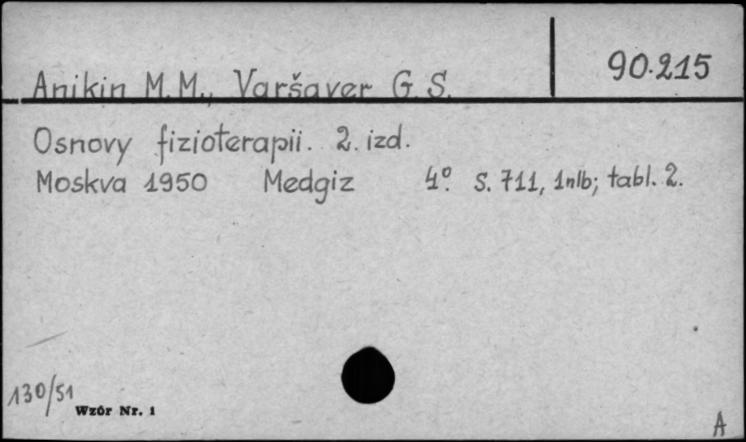 90.215
Anikin M.M., Varšaver G.S.
Osnovy fizioterapii. 2. izd.
Moskva 1950 Medgiz 4º. S. 711, 1nlb; tabl. 2.
130/51
Wzór Nr. 1
A